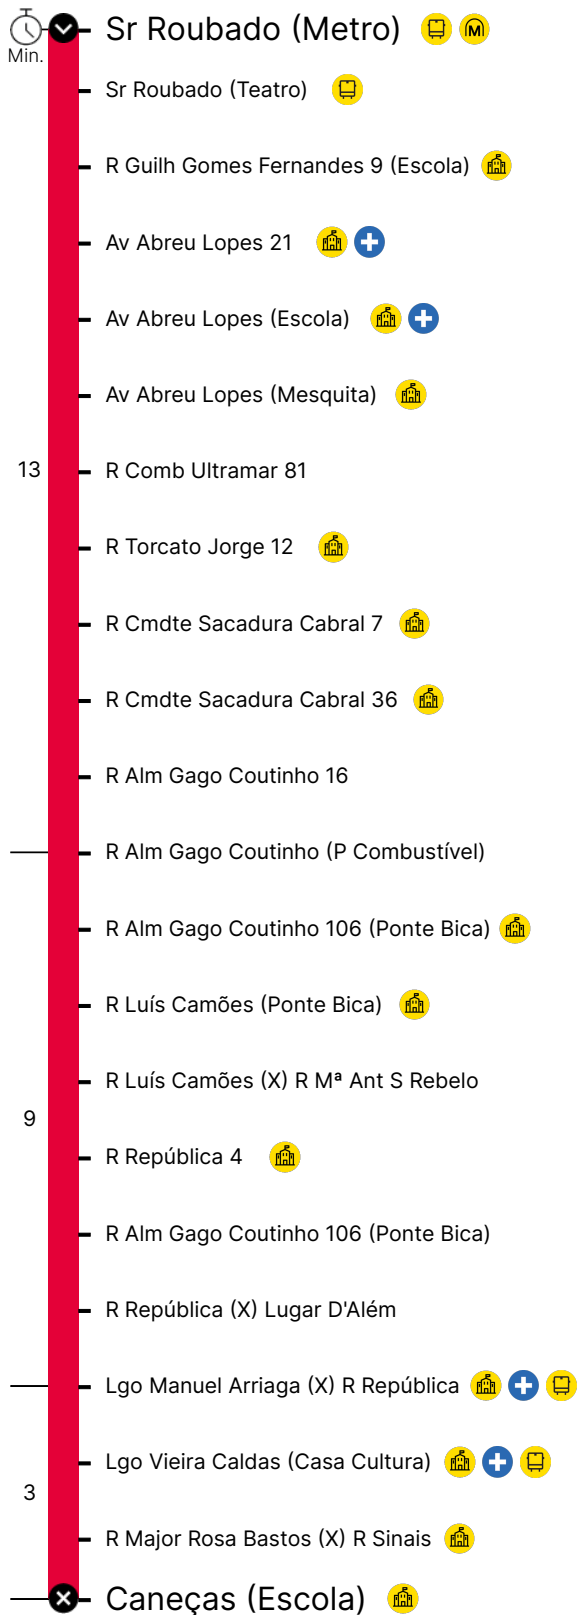 Sr Roubado (Metro) M
Min.
Sr Roubado (Teatro)
R Guilh Gomes Fernandes 9 (Escola)
Av Abreu Lopes 21
Av Abreu Lopes (Escola)
Av Abreu Lopes (Mesquita)
13 R Comb Ultramar 81
R Torcato Jorge 12
R Cmdte Sacadura Cabral 7
R Cmdte Sacadura Cabral 36
R Alm Gago Coutinho 16
R Alm Gago Coutinho (P Combustível)
R Alm Gago Coutinho 106 (Ponte Bica)
R Luís Camões (Ponte Bica)
R Luís Camões (X) R Mª Ant S Rebelo
9
R República 4
R Alm Gago Coutinho 106 (Ponte Bica)
R República (X) Lugar D'Além
Lgo Manuel Arriaga (X) R República
Lgo Vieira Caldas (Casa Cultura)
3
R Major Rosa Bastos (X) R Sinais
Caneças (Escola)